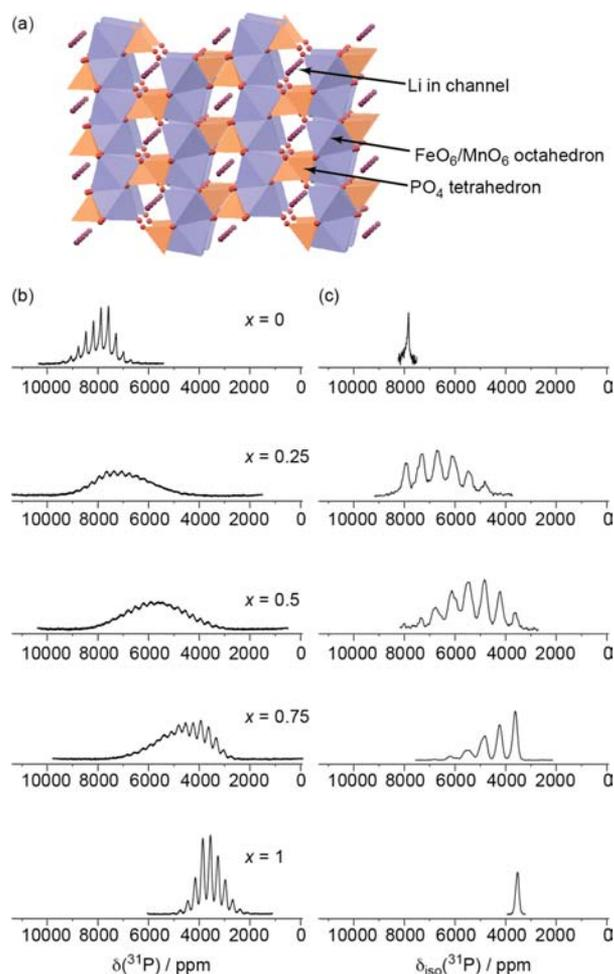 (a)
Li in channel
FeO₆/MnO₆ octahedron
PO₄ tetrahedron
(b)
(c)
x = 0
10000 8000 6000 4000 2000 0
10000 8000 6000 4000 2000 0
x = 0.25
10000 8000 6000 4000 2000 0
10000 8000 6000 4000 2000 0
x = 0.5
10000 8000 6000 4000 2000 0
10000 8000 6000 4000 2000 0
x = 0.75
10000 8000 6000 4000 2000 0
10000 8000 6000 4000 2000 0
x = 1
10000 8000 6000 4000 2000 0
10000 8000 6000 4000 2000 0
δ(³¹P) / ppm
δiso(³¹P) / ppm